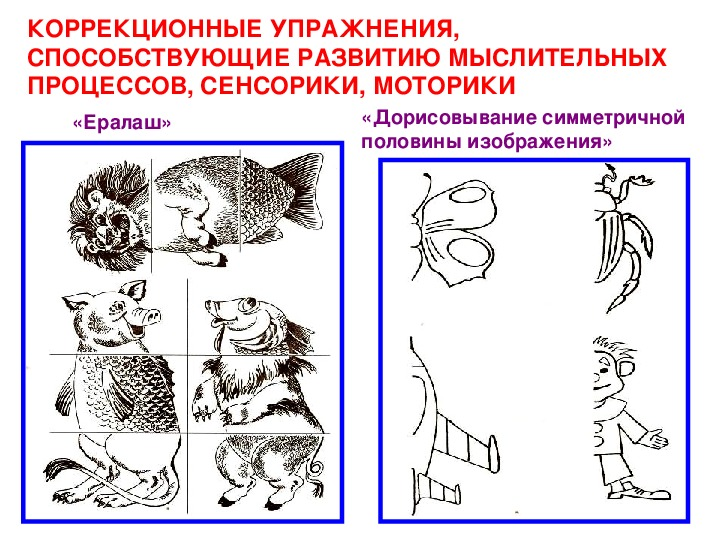 КОРРЕКЦИОННЫЕ УПРАЖНЕНИЯ,
СПОСОБСТВУЮЩИЕ РАЗВИТИЮ МЫСЛИТЕЛЬНЫХ
ПРОЦЕССОВ, СЕНСОРИКИ, МОТОРИКИ
«Ералаш»
«Дорисовывание симметричной
половины изображения»